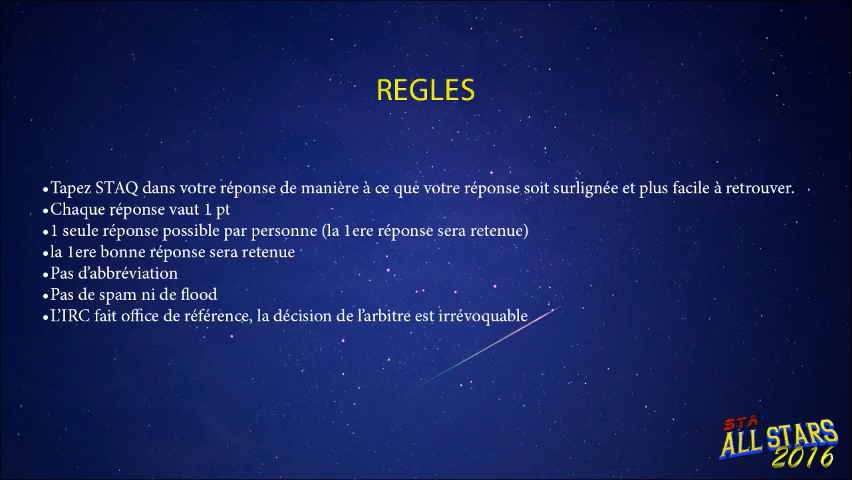 REGLES
•Tapez STAQ dans votre réponse de manière à ce que votre réponse soit surlignée et plus facile à retrouver.
•Chaque réponse vaut 1 pt
•1 seule réponse possible par personne (la 1ere réponse sera retenue)
•la 1ere bonne réponse sera retenue
•Pas d'abbréviation
•Pas de spam ni de flood
•L'IRC fait office de référence, la décision de l'arbitre est irrévoquable
STA
ALL STARS
2016